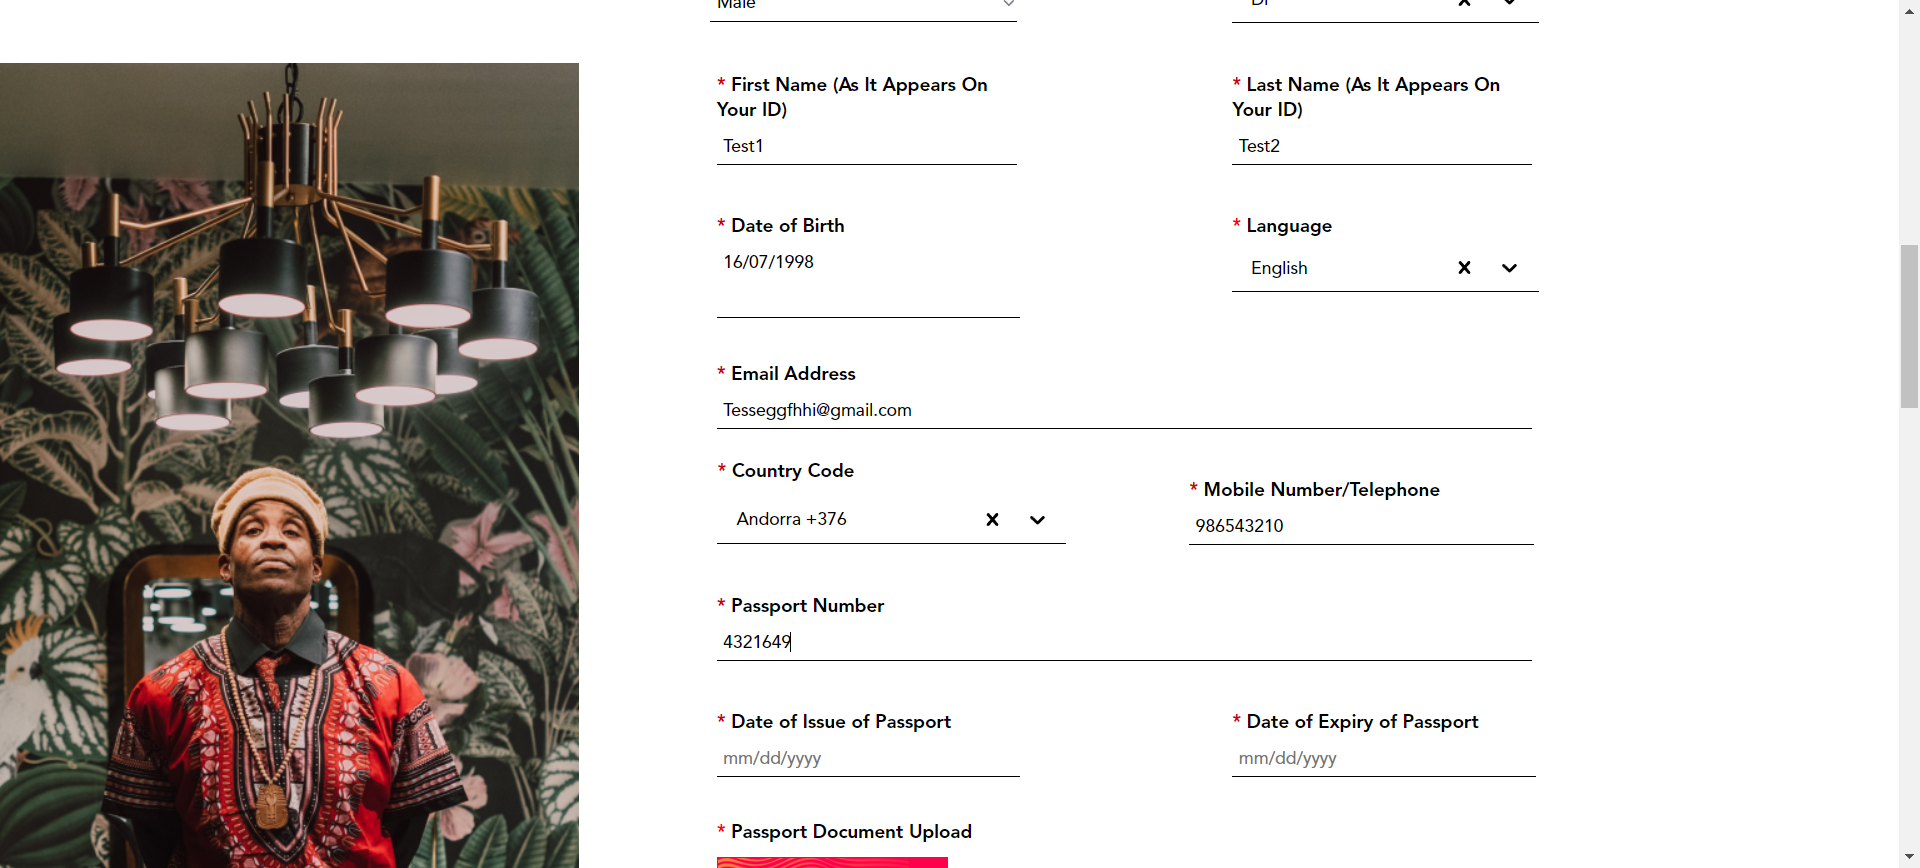 Male
* First Name (As It Appears On
Your ID)
Test1
* Last Name (As It Appears On
Your ID)
Test2
* Date of Birth
16/07/1998
* Language
English
* Email Address
Tesseggfhhi@gmail.com
* Country Code
Andorra +376
* Mobile Number/Telephone
986543210
* Passport Number
4321649
* Date of Issue of Passport
mm/dd/yyyy
* Date of Expiry of Passport
mm/dd/yyyy
* Passport Document Upload